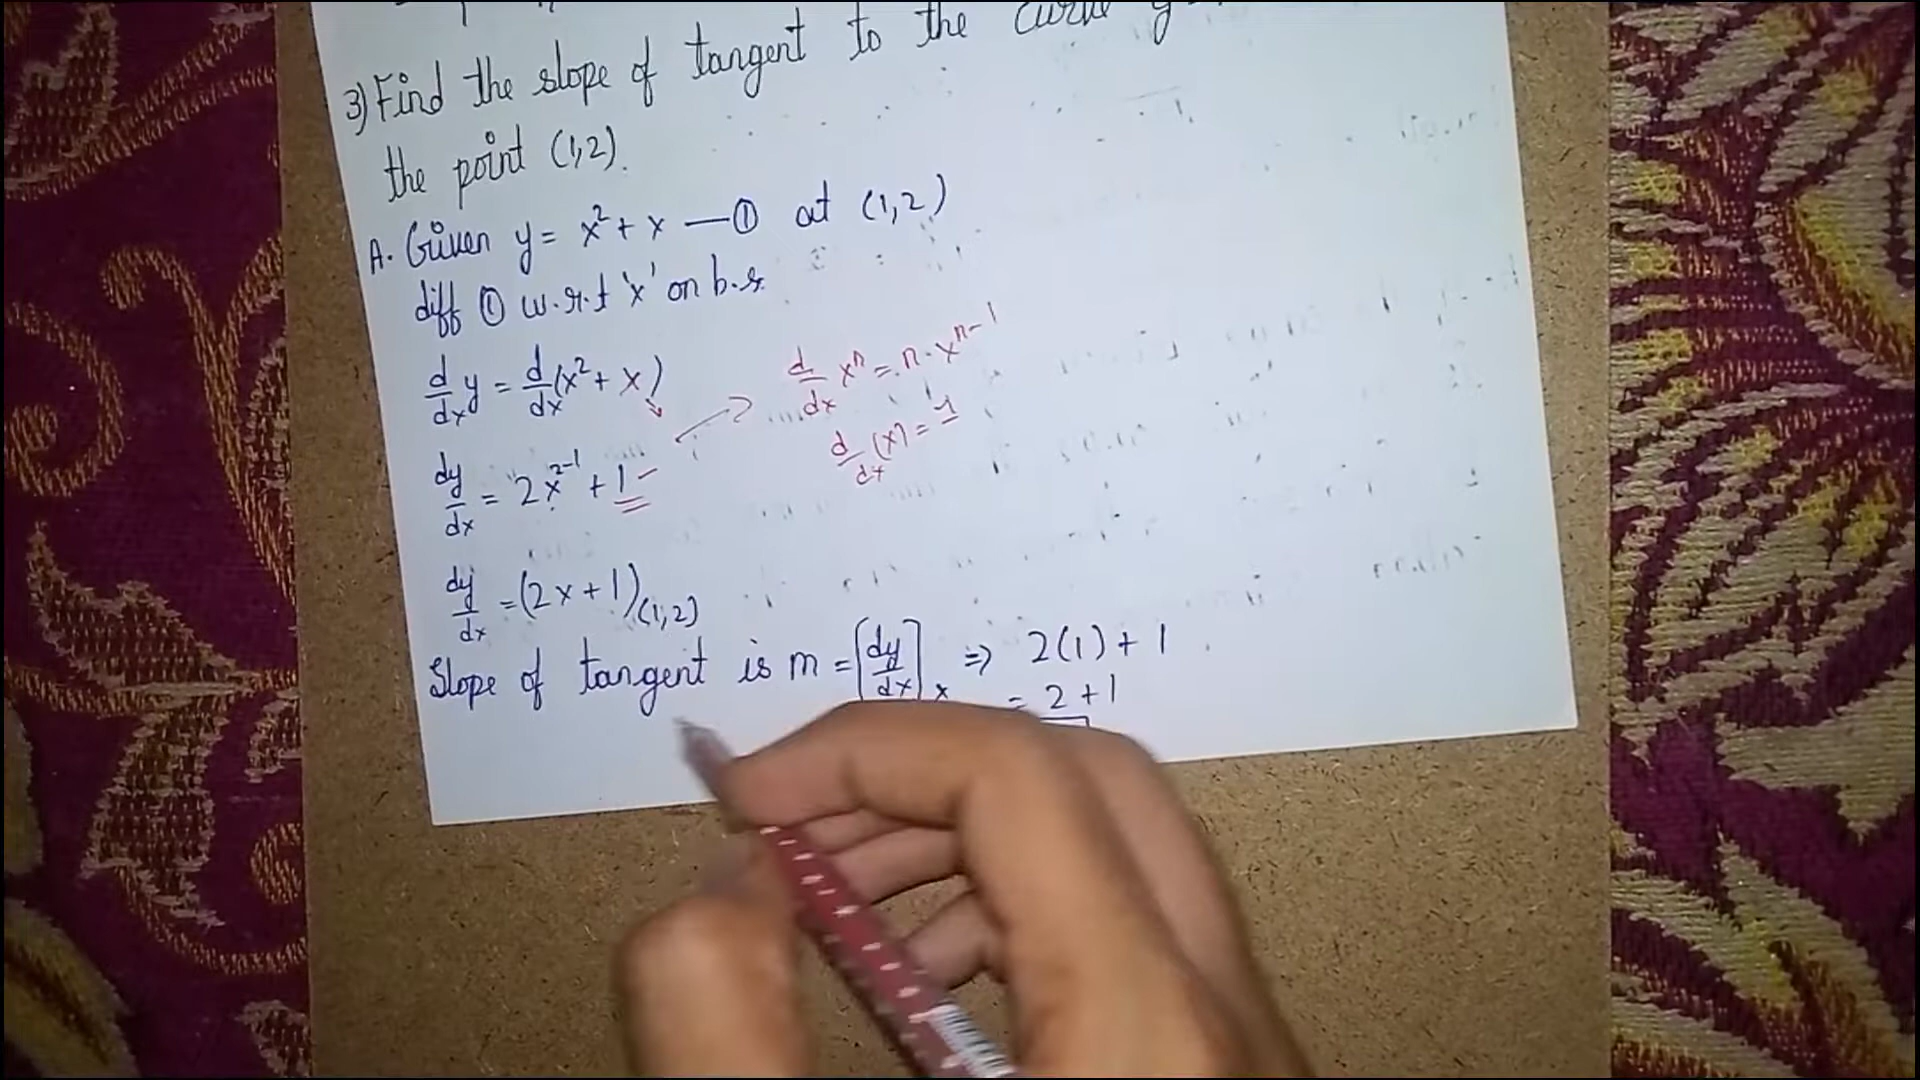 3) Find the slope of tangent to the curve y
the point (1,2).
A. Given y = x² + x — ① at (1,2)
diff ① w.r.t 'x' on b.s.
d/dx y = d/dx (x² + x)
d/dx xⁿ = n · xⁿ⁻¹
d/dx (x) = 1
dy/dx = 2x²⁻¹ + 1
dy/dx = (2x + 1)(1,2)
Slope of tangent is m = [dy/dx]x ⇒ 2(1) + 1
= 2 + 1